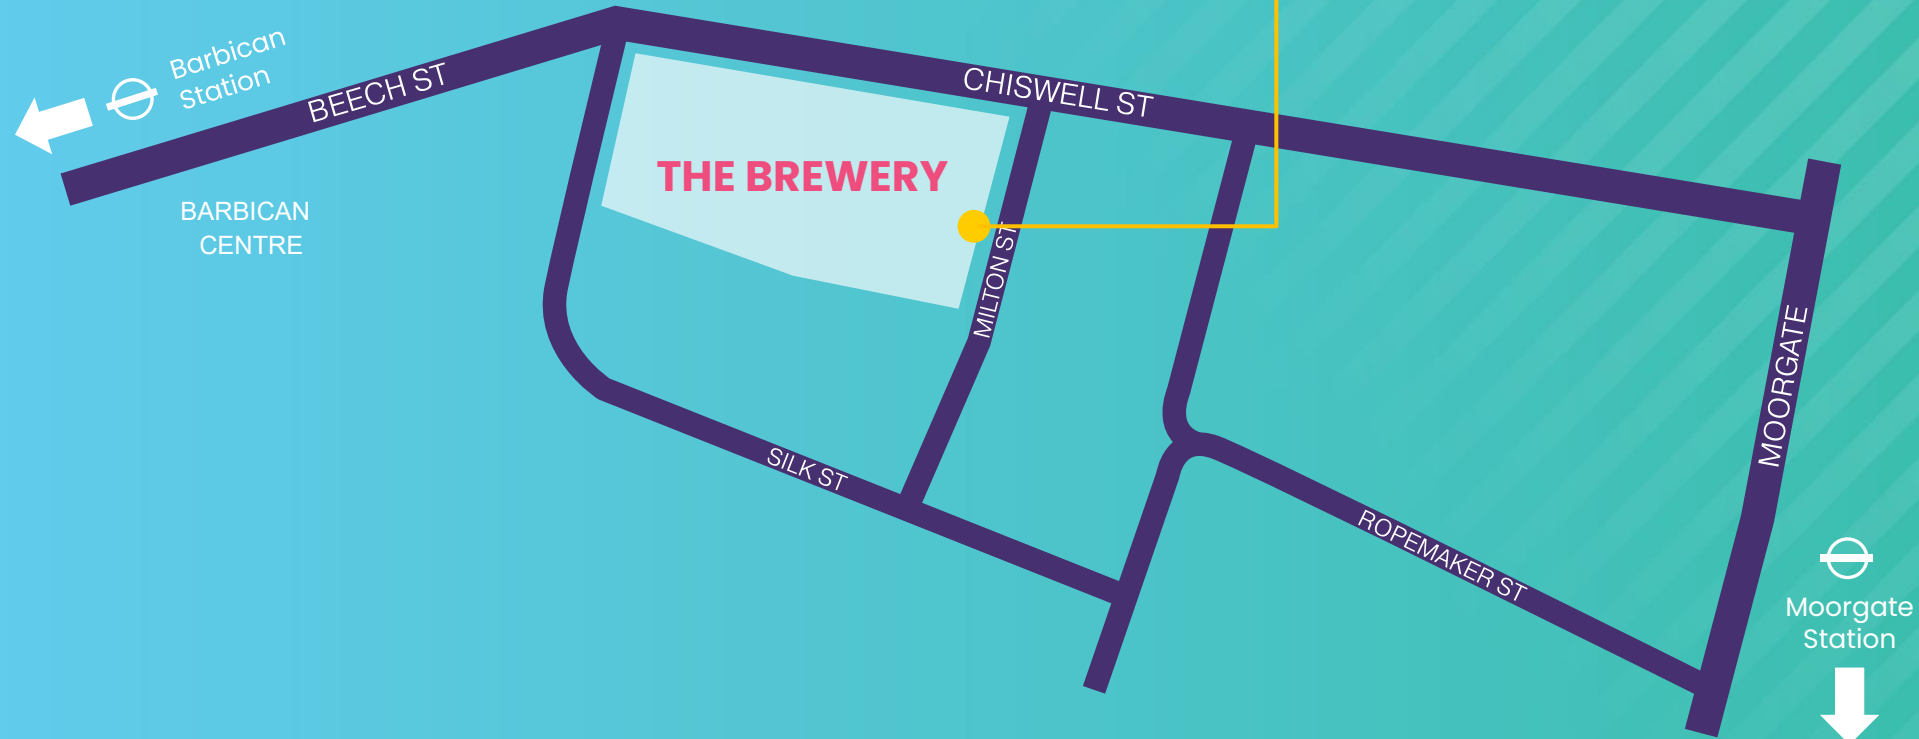 Barbican
Station
BEECH ST
CHISWELL ST
THE BREWERY
BARBICAN
CENTRE
MILTON ST
MOORGATE
SILK ST
ROPEMAKER ST
Moorgate
Station